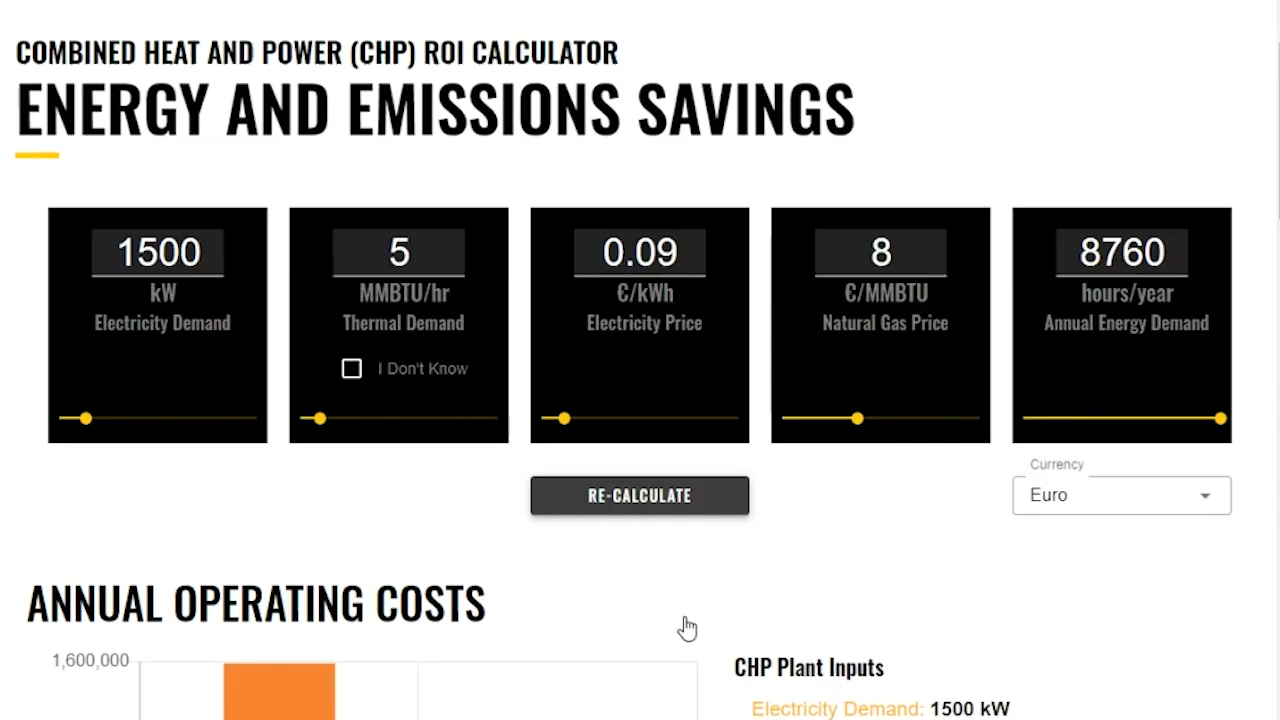 COMBINED HEAT AND POWER (CHP) ROI CALCULATOR
ENERGY AND EMISSIONS SAVINGS
1500
kW
Electricity Demand
5
MMBTU/hr
Thermal Demand
I Don't Know
0.09
€/kWh
Electricity Price
8
€/MMBTU
Natural Gas Price
8760
hours/year
Annual Energy Demand
RE-CALCULATE
Currency
Euro
ANNUAL OPERATING COSTS
1,600,000
CHP Plant Inputs
Electricity Demand: 1500 kW